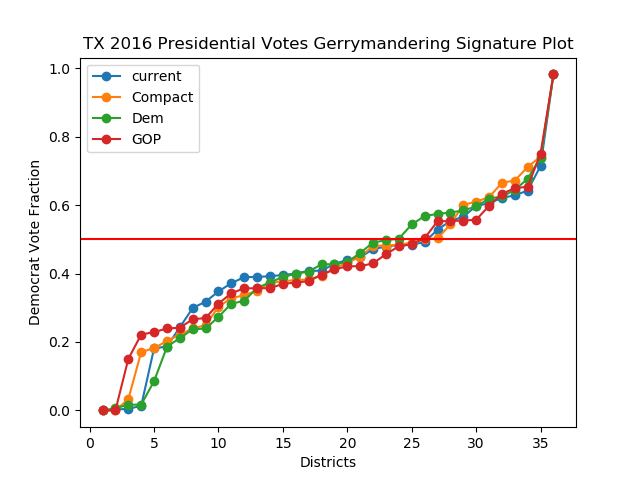 TX 2016 Presidential Votes Gerrymandering Signature Plot
current
Compact
Dem
GOP
1.0
0.8
0.6
0.4
0.2
0.0
Democrat Vote Fraction
0 5 10 15 20 25 30 35
Districts